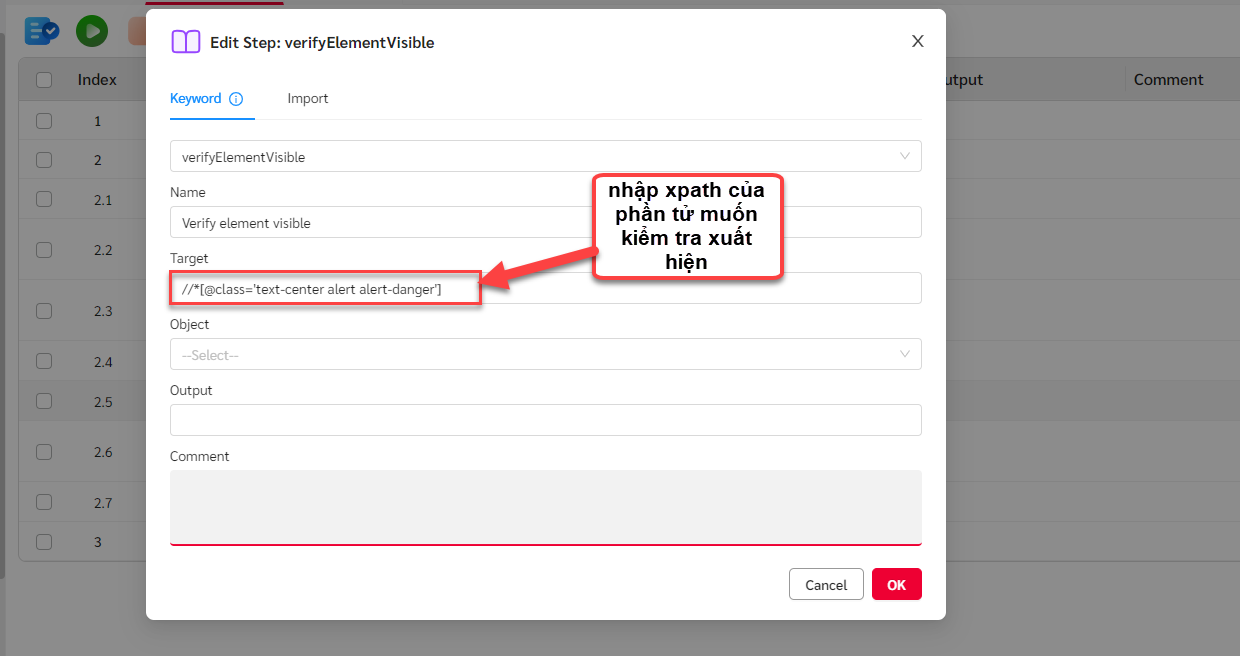 Edit Step: verifyElementVisible
Index
Comment
Keyword
Import
1
verifyElementVisible
2
Name
2.1
Verify element visible
nhập xpath của
phần tử muốn
kiểm tra xuất
hiện
2.2
Target
//*[@class='text-center alert alert-danger']
2.3
Object
--Select--
2.4
Output
2.5
2.6
Comment
2.7
3
Cancel
OK